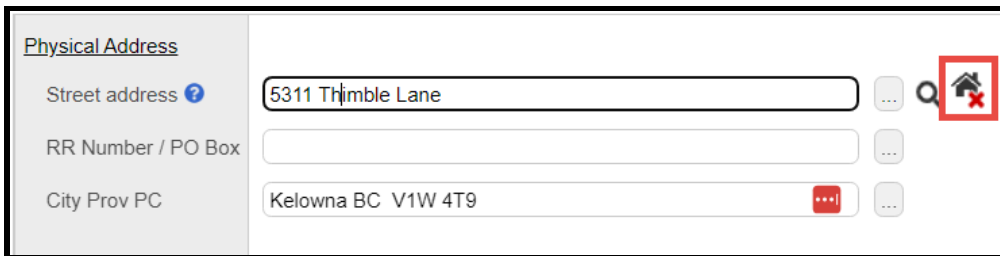 Physical Address
Street address ? 5311 Thimble Lane ...
RR Number / PO Box ...
City Prov PC Kelowna BC  V1W 4T9 ...